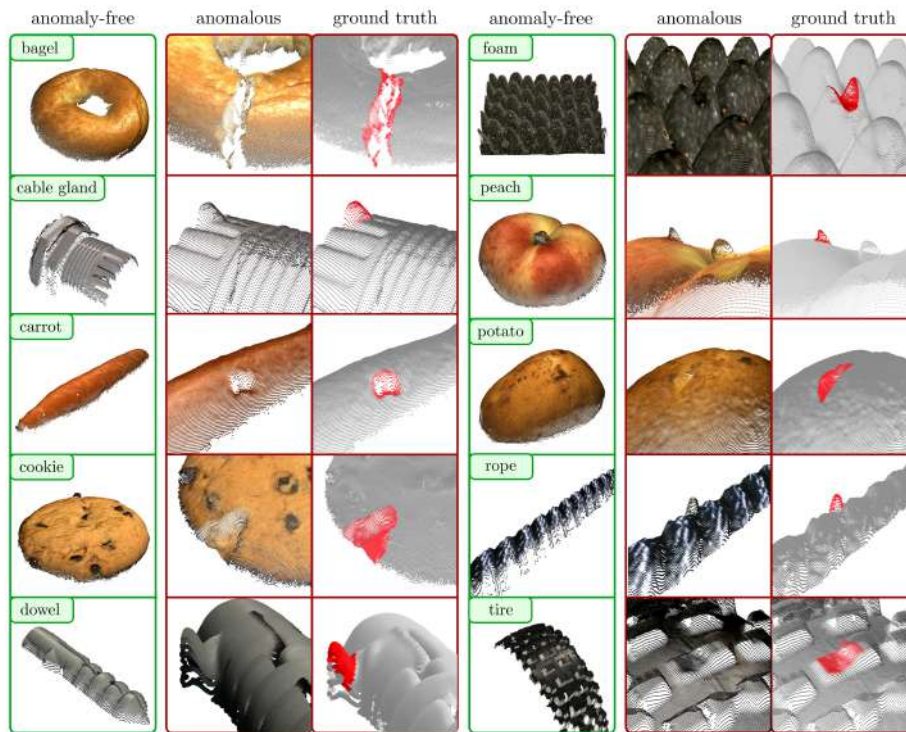 anomaly-free anomalous ground truth anomaly-free anomalous ground truth
bagel foam
cable gland peach
carrot potato
cookie rope
dowel tire